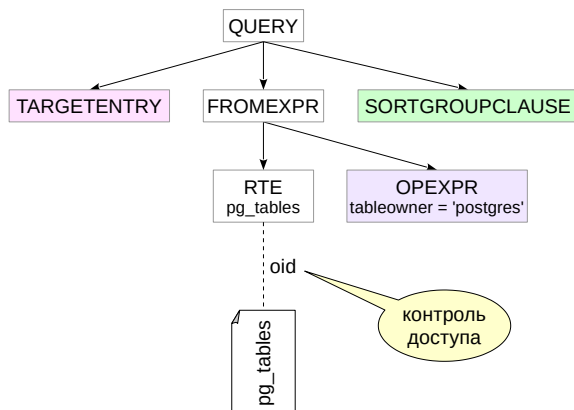 QUERY
TARGETENTRY
FROMEXPR
SORTGROUPCLAUSE
RTE
pg_tables
OPEXPR
tableowner = 'postgres'
oid
контроль
доступа
pg_tables